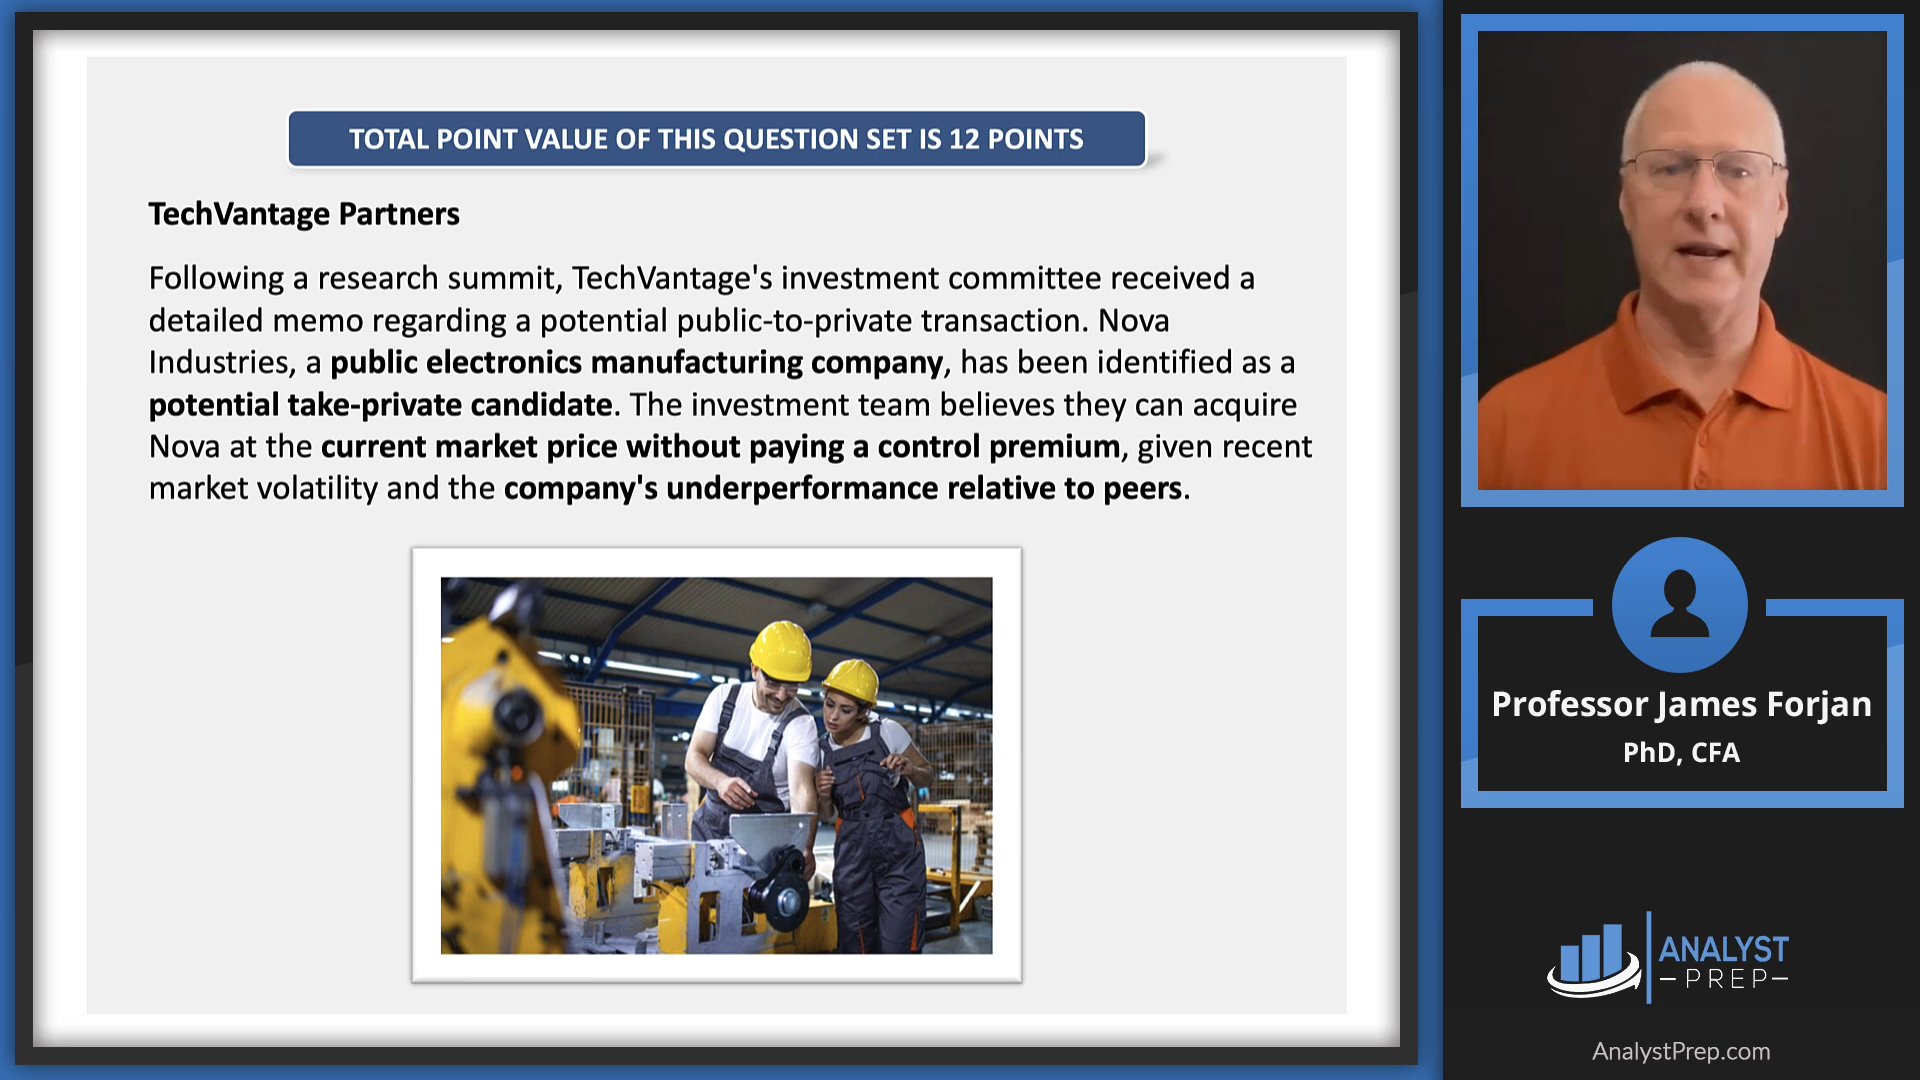 TOTAL POINT VALUE OF THIS QUESTION SET IS 12 POINTS
TechVantage Partners
Following a research summit, TechVantage's investment committee received a
detailed memo regarding a potential public-to-private transaction. Nova
Industries, a public electronics manufacturing company, has been identified as a
potential take-private candidate. The investment team believes they can acquire
Nova at the current market price without paying a control premium, given recent
market volatility and the company's underperformance relative to peers.
Professor James Forjan
PhD, CFA
ANALYST
PREP
AnalystPrep.com